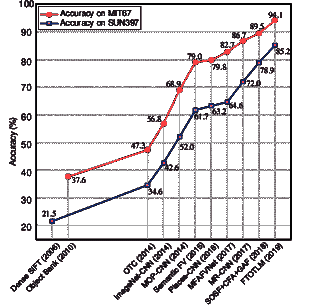 Accuracy on MIT67
Accuracy on SUN397
Accuracy (%)
100
90
80
70
60
50
40
30
20
37.6
47.3
56.8
68.9
79.0
79.8
82.7
86.7
89.5
94.1
21.5
34.6
42.6
52.0
61.7
63.2
64.6
72.0
78.9
85.2
Dense SIFT (2006)
Object Bank (2010)
OTC (2014)
ImageNet-CNN (2014)
MOP-CNN (2014)
Semantic FV (2015)
Places-CNN (2016)
MFAFVNet (2017)
MR-CNN (2017)
SOSF+CFA+GAF (2018)
FTOTLM (2019)